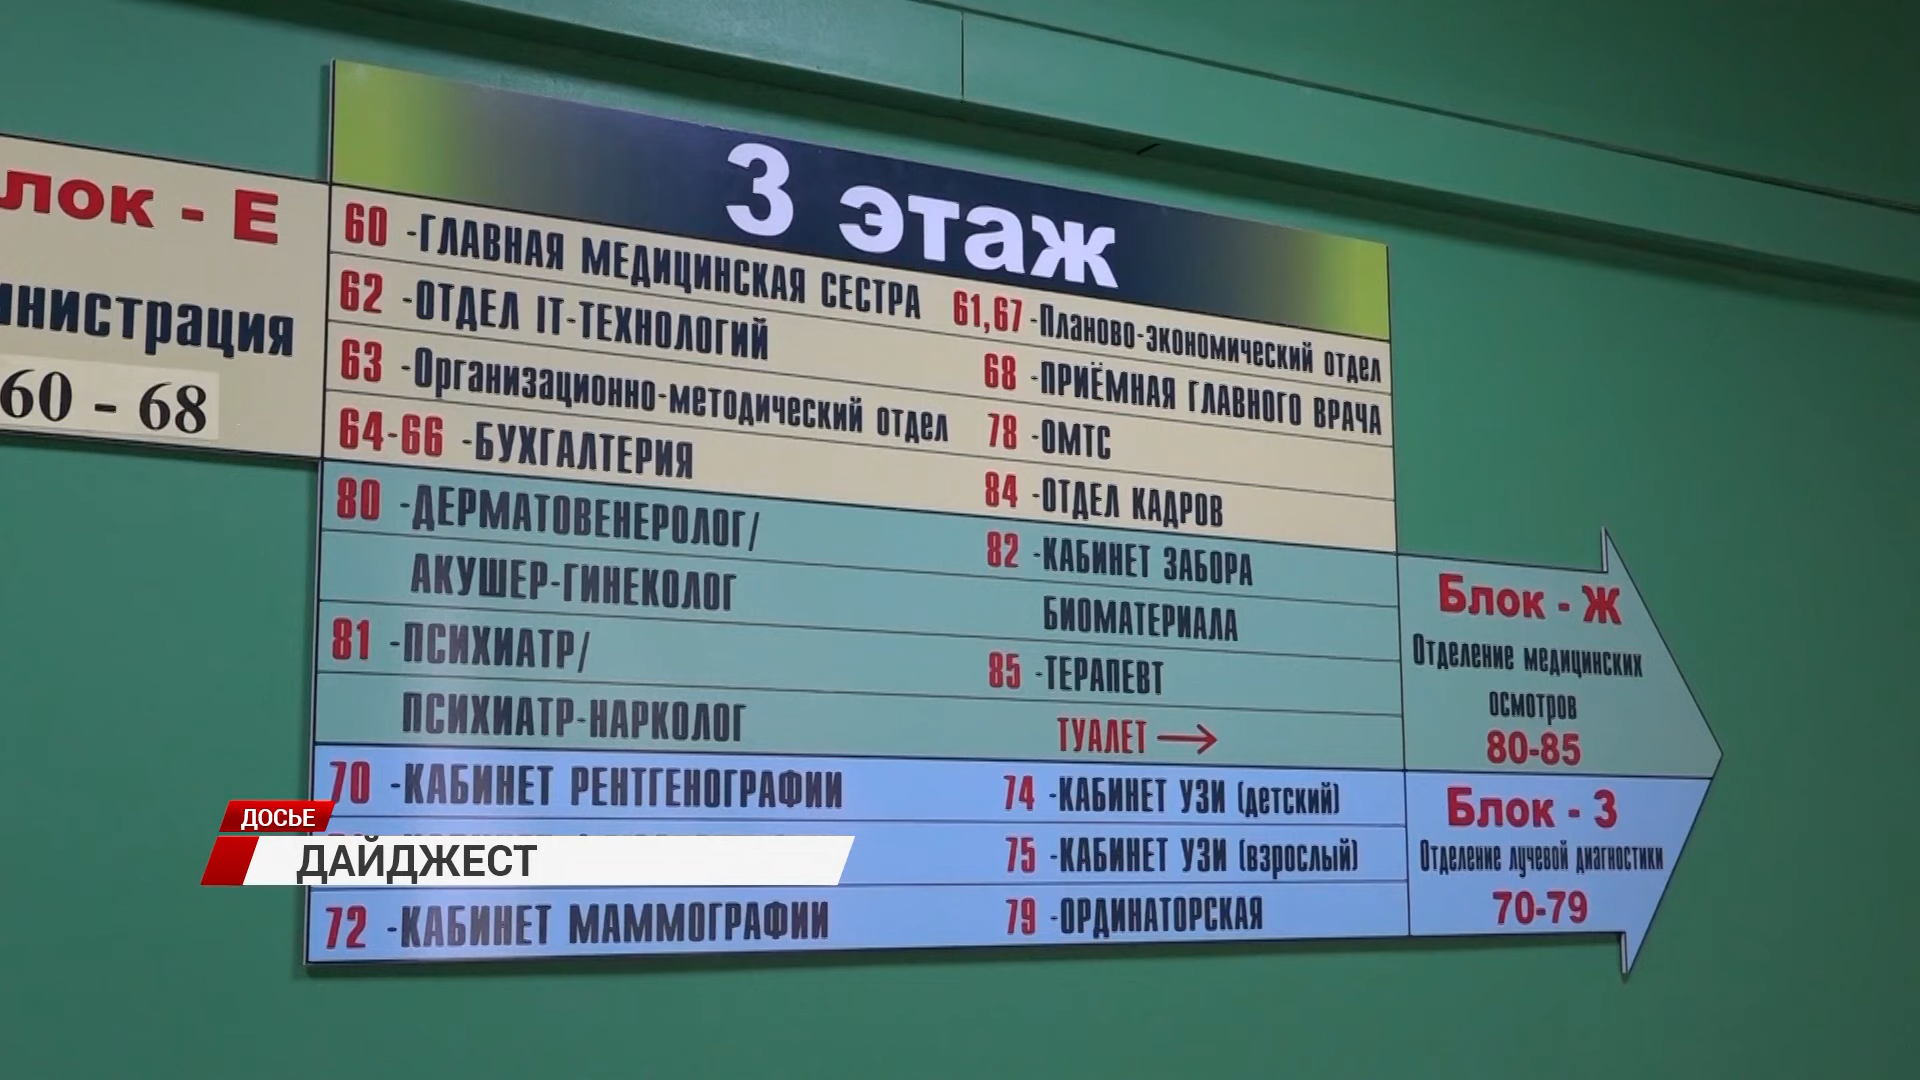 3 этаж
лок - Е
нистрация
60 - 68
60 -ГЛАВНАЯ МЕДИЦИНСКАЯ СЕСТРА
62 -ОТДЕЛ IT-ТЕХНОЛОГИЙ
63 -Организационно-методический отдел
64-66 -БУХГАЛТЕРИЯ
61,67 -Планово-экономический отдел
68 -ПРИЁМНАЯ ГЛАВНОГО ВРАЧА
78 -ОМТС
84 -ОТДЕЛ КАДРОВ
80 -ДЕРМАТОВЕНЕРОЛОГ/
АКУШЕР-ГИНЕКОЛОГ
81 -ПСИХИАТР/
ПСИХИАТР-НАРКОЛОГ
82 -КАБИНЕТ ЗАБОРА
БИОМАТЕРИАЛА
85 -ТЕРАПЕВТ
ТУАЛЕТ →
Блок - Ж
Отделение медицинских
осмотров
80-85
70 -КАБИНЕТ РЕНТГЕНОГРАФИИ
72 -КАБИНЕТ МАММОГРАФИИ
74 -КАБИНЕТ УЗИ (детский)
75 -КАБИНЕТ УЗИ (взрослый)
79 -ОРДИНАТОРСКАЯ
Блок - З
Отделение лучевой диагностики
70-79
ДОСЬЕ
ДАЙДЖЕСТ